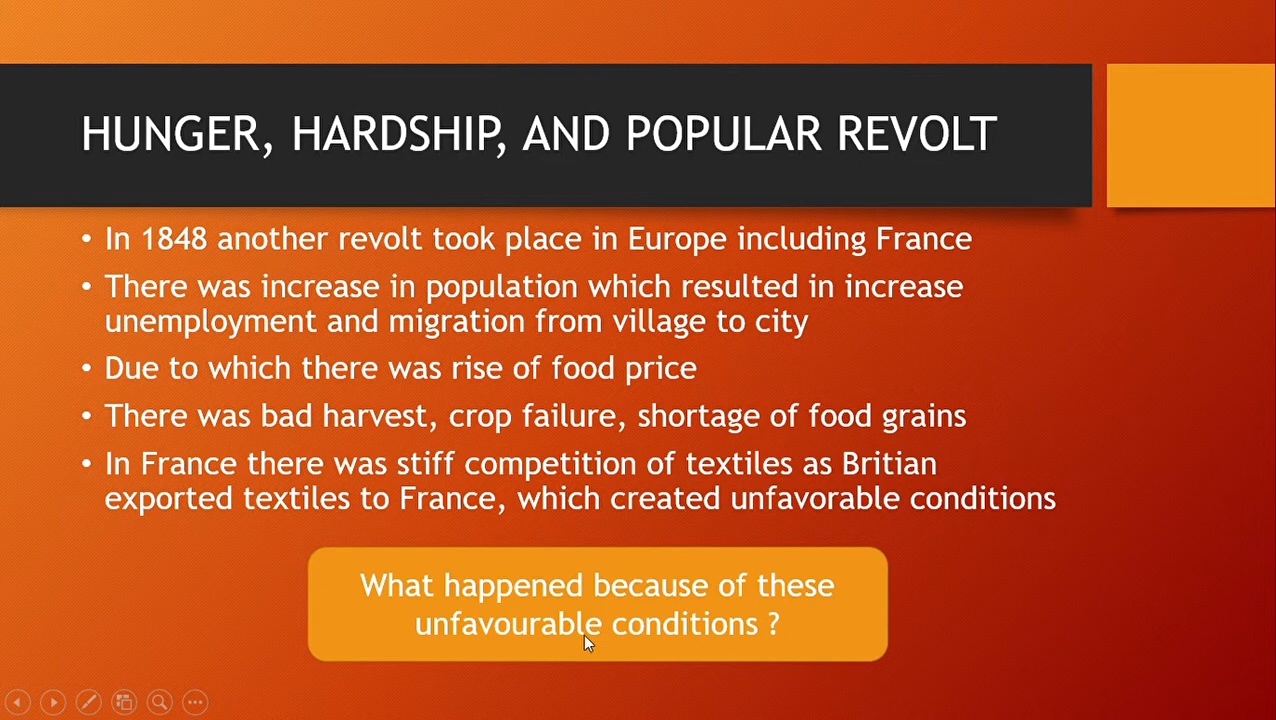 HUNGER, HARDSHIP, AND POPULAR REVOLT
• In 1848 another revolt took place in Europe including France
• There was increase in population which resulted in increase
unemployment and migration from village to city
• Due to which there was rise of food price
• There was bad harvest, crop failure, shortage of food grains
• In France there was stiff competition of textiles as Britian
exported textiles to France, which created unfavorable conditions
What happened because of these
unfavourable conditions ?